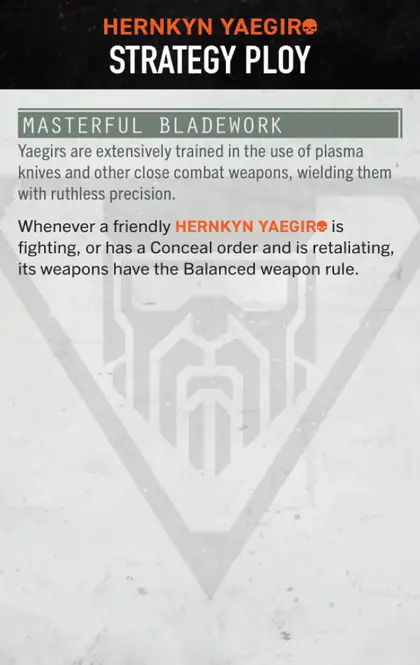 HERNKYN YAEGIR
STRATEGY PLOY
MASTERFUL BLADEWORK
Yaegirs are extensively trained in the use of plasma
knives and other close combat weapons, wielding them
with ruthless precision.
Whenever a friendly HERNKYN YAEGIR is
fighting, or has a Conceal order and is retaliating,
its weapons have the Balanced weapon rule.